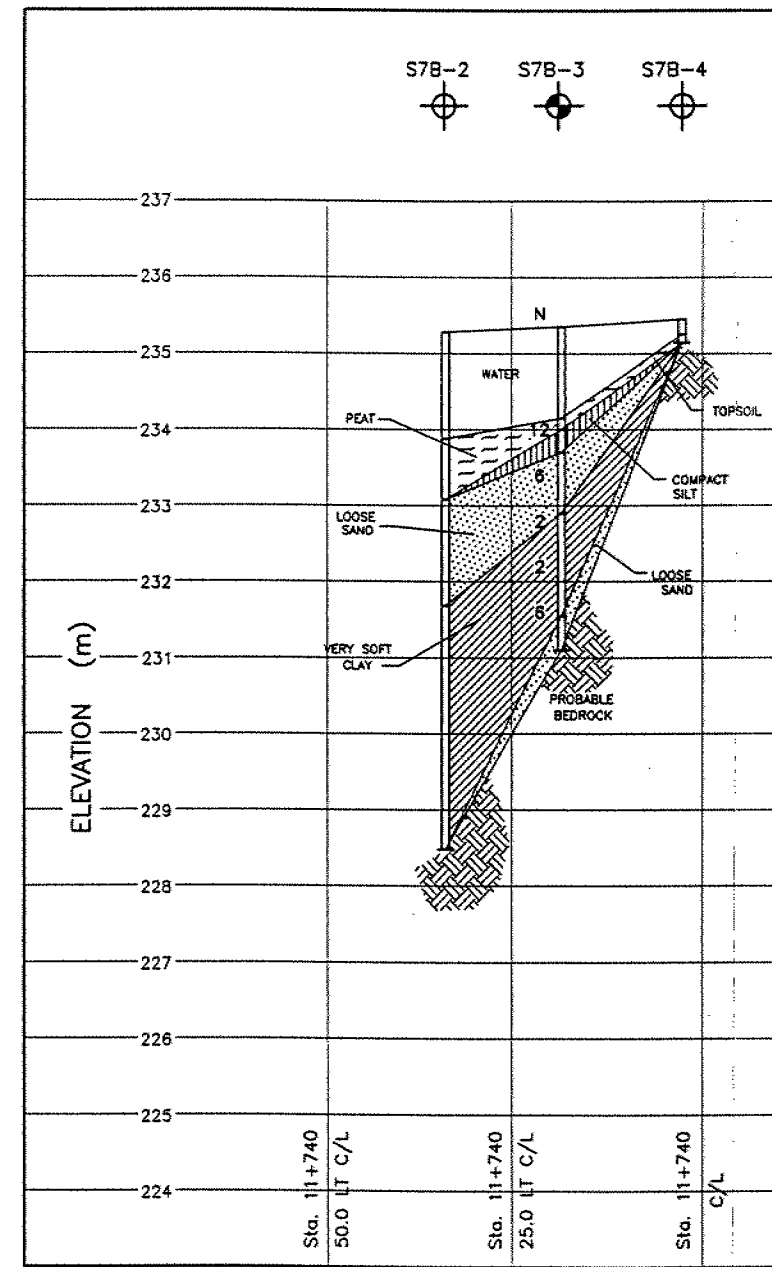 S7B-2 S7B-3 S7B-4
237
236
N
235
WATER
TOPSOIL
PEAT
234
12
COMPACT
SILT
6
233
LOOSE
SAND
2
2
LOOSE
SAND
232
6
VERY SOFT
CLAY
231
PROBABLE
BEDROCK
230
229
228
227
226
225
224
ELEVATION (m)
Sta. 11+740
50.0 LT C/L
Sta. 11+740
25.0 LT C/L
Sta. 11+740
C/L